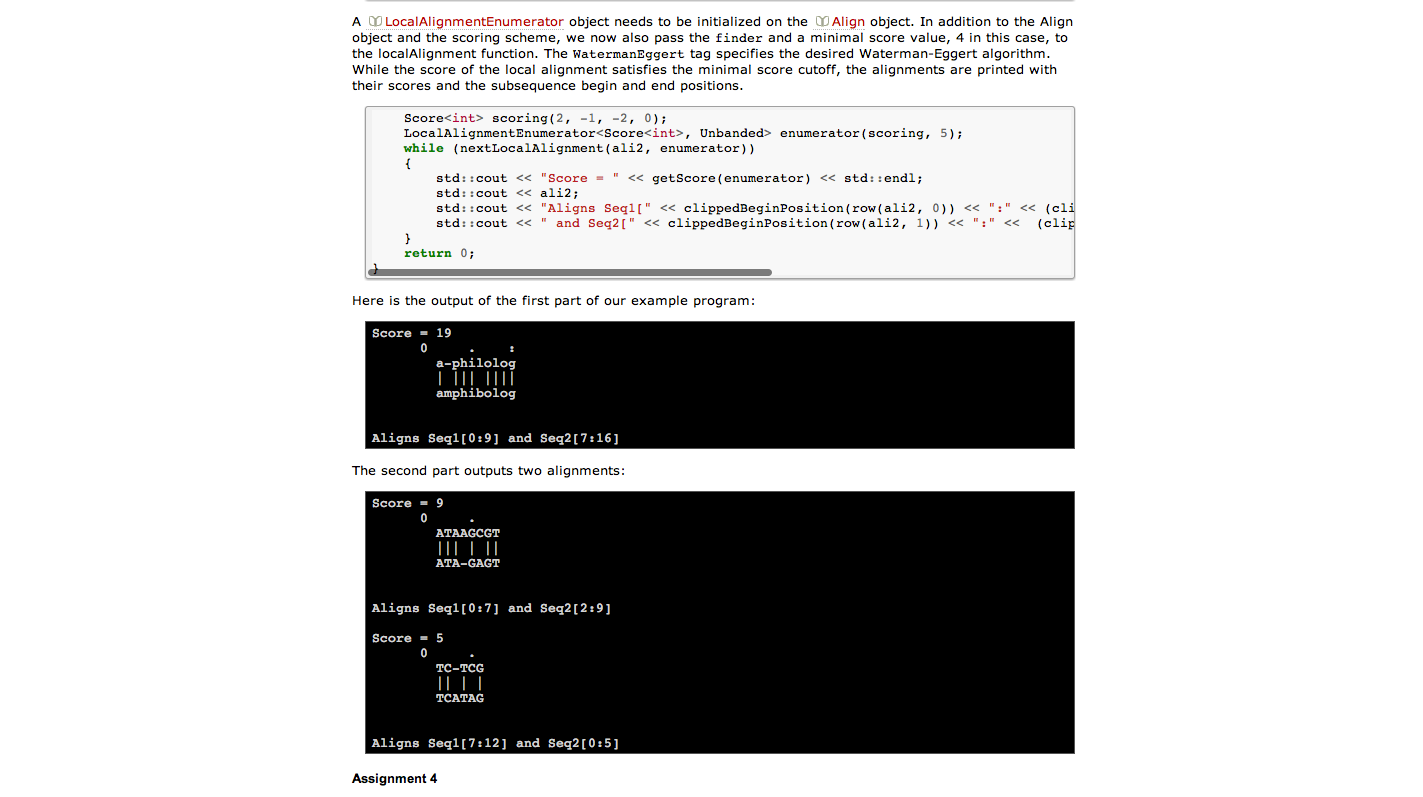 A LocalAlignmentEnumerator object needs to be initialized on the Align object. In addition to the Align
object and the scoring scheme, we now also pass the finder and a minimal score value, 4 in this case, to
the localAlignment function. The WatermanEggert tag specifies the desired Waterman-Eggert algorithm.
While the score of the local alignment satisfies the minimal score cutoff, the alignments are printed with
their scores and the subsequence begin and end positions.
Score<int> scoring(2, -1, -2, 0);
LocalAlignmentEnumerator<Score<int>, Unbanded> enumerator(scoring, 5);
while (nextLocalAlignment(ali2, enumerator))
{
std::cout << "Score = " << getScore(enumerator) << std::endl;
std::cout << ali2;
std::cout << "Aligns Seq1[" << clippedBeginPosition(row(ali2, 0)) << ":" << (cli
std::cout << " and Seq2[" << clippedBeginPosition(row(ali2, 1)) << ":" << (clip
}
return 0;
}
Here is the output of the first part of our example program:
Score = 19
0 . :
a-philolog
| ||| ||||
amphibolog
Aligns Seq1[0:9] and Seq2[7:16]
The second part outputs two alignments:
Score = 9
0 .
ATAAGCGT
||| | ||
ATA-GAGT
Aligns Seq1[0:7] and Seq2[2:9]
Score = 5
0 .
TC-TCG
|| | |
TCATAG
Aligns Seq1[7:12] and Seq2[0:5]
Assignment 4